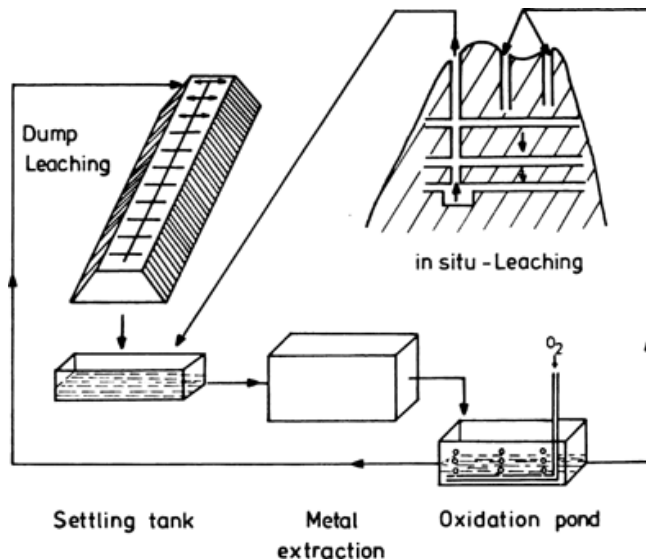 Dump
Leaching
in situ - Leaching
O2
Settling tank
Metal
extraction
Oxidation pond